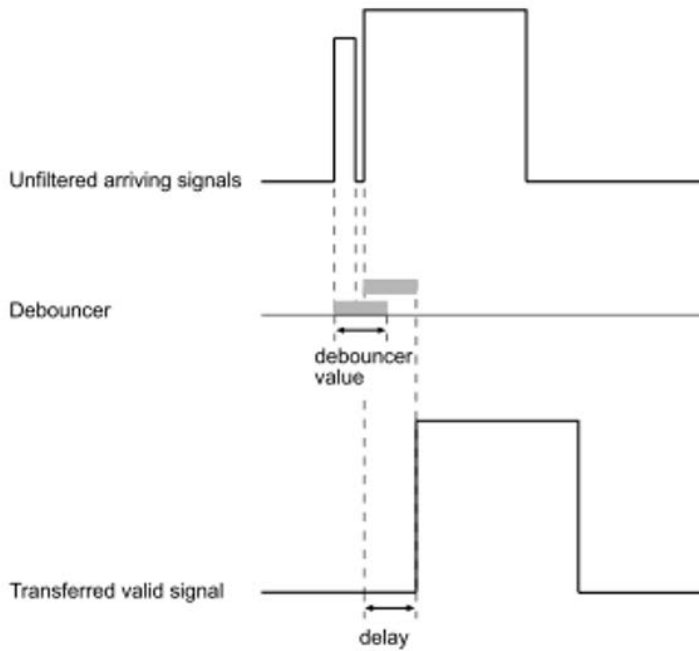 Unfiltered arriving signals
Debouncer
debouncer
value
Transferred valid signal
delay